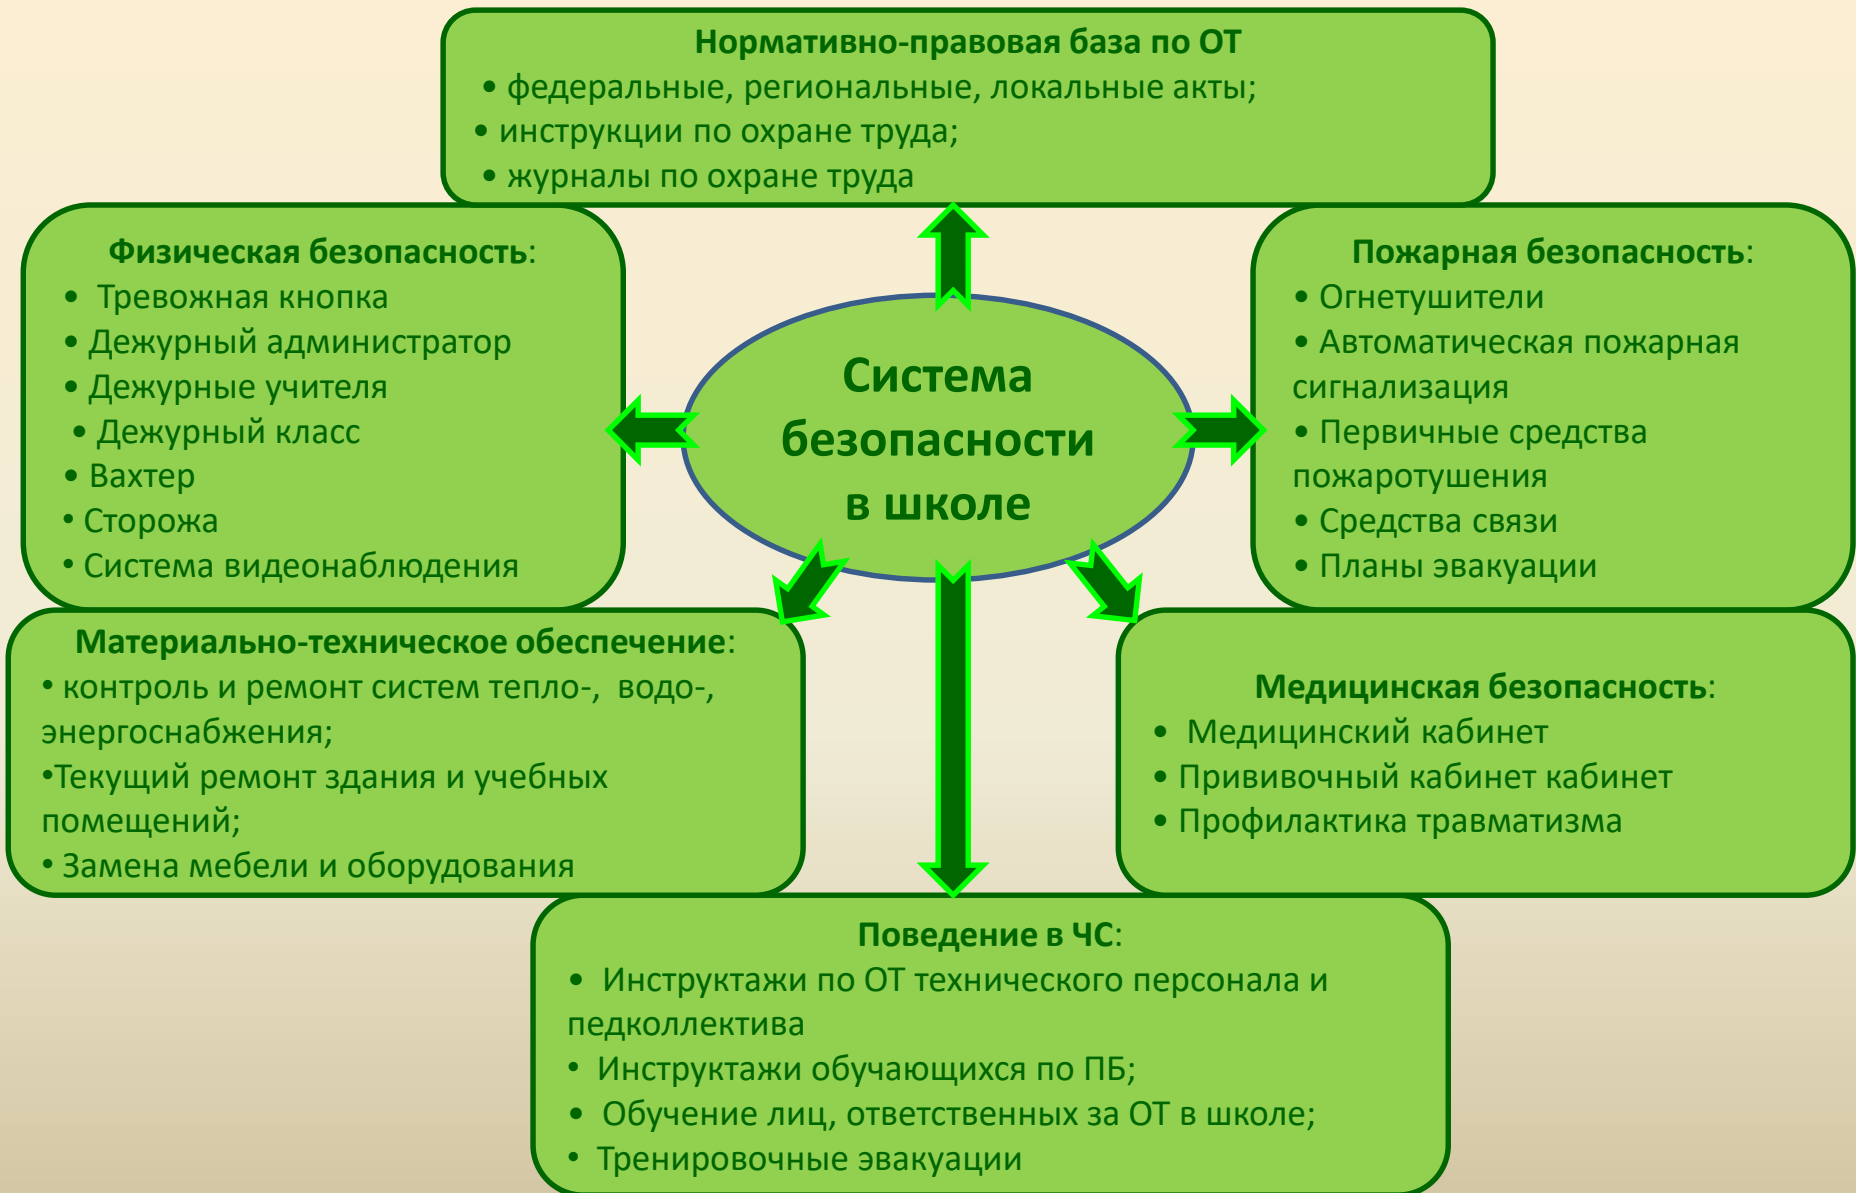 Нормативно-правовая база по ОТ
• федеральные, региональные, локальные акты;
• инструкции по охране труда;
• журналы по охране труда
Физическая безопасность:
• Тревожная кнопка
• Дежурный администратор
• Дежурные учителя
• Дежурный класс
• Вахтер
• Сторожа
• Система видеонаблюдения
Система
безопасности
в школе
Пожарная безопасность:
• Огнетушители
• Автоматическая пожарная
сигнализация
• Первичные средства
пожаротушения
• Средства связи
• Планы эвакуации
Материально-техническое обеспечение:
• контроль и ремонт систем тепло-, водо-,
энергоснабжения;
•Текущий ремонт здания и учебных
помещений;
• Замена мебели и оборудования
Медицинская безопасность:
• Медицинский кабинет
• Прививочный кабинет кабинет
• Профилактика травматизма
Поведение в ЧС:
• Инструктажи по ОТ технического персонала и
педколлектива
• Инструктажи обучающихся по ПБ;
• Обучение лиц, ответственных за ОТ в школе;
• Тренировочные эвакуации